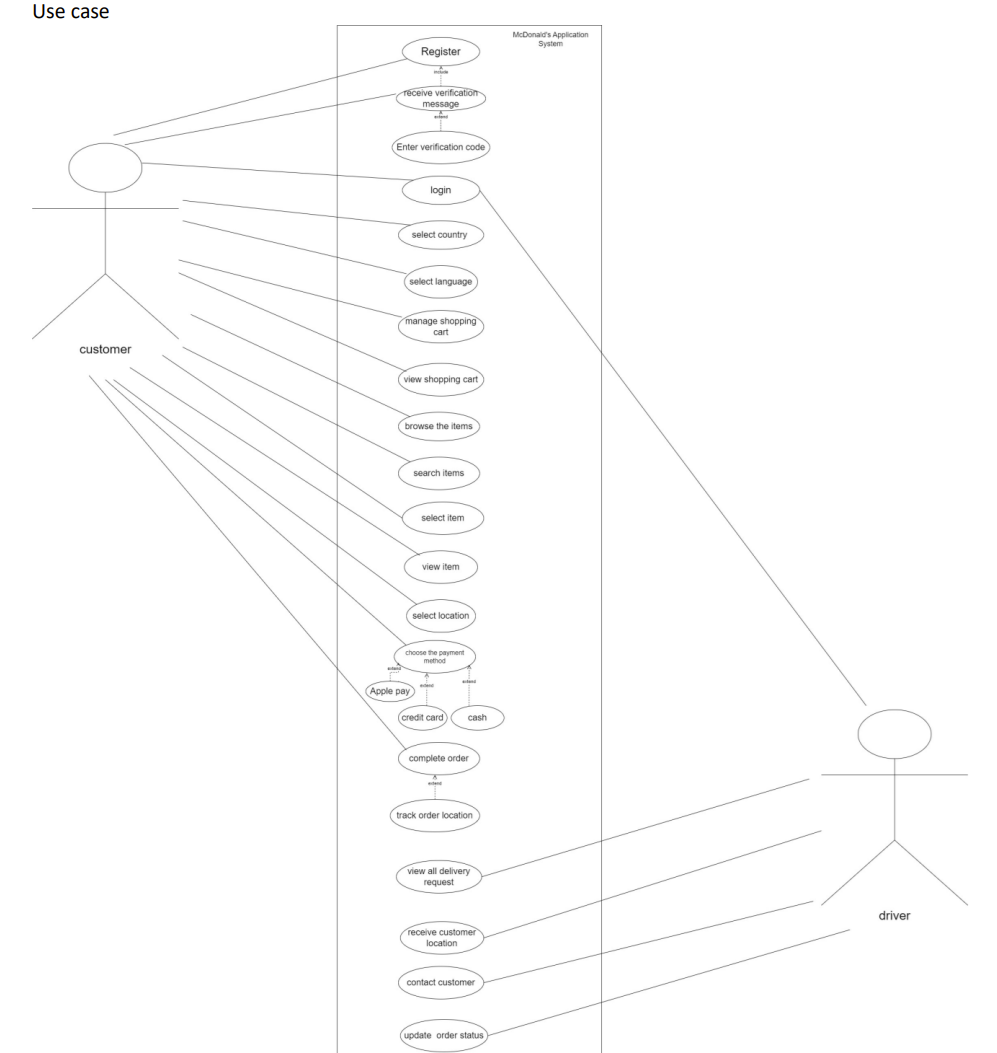 Use case
McDonald's Application
System
Register
include
receive verification
message
extend
Enter verification code
login
select country
select language
manage shopping
cart
customer
view shopping cart
browse the items
search items
select item
view item
select location
choose the payment
method
extend
extend
extend
Apple pay
credit card
cash
complete order
extend
track order location
view all delivery
request
driver
receive customer
location
contact customer
update order status